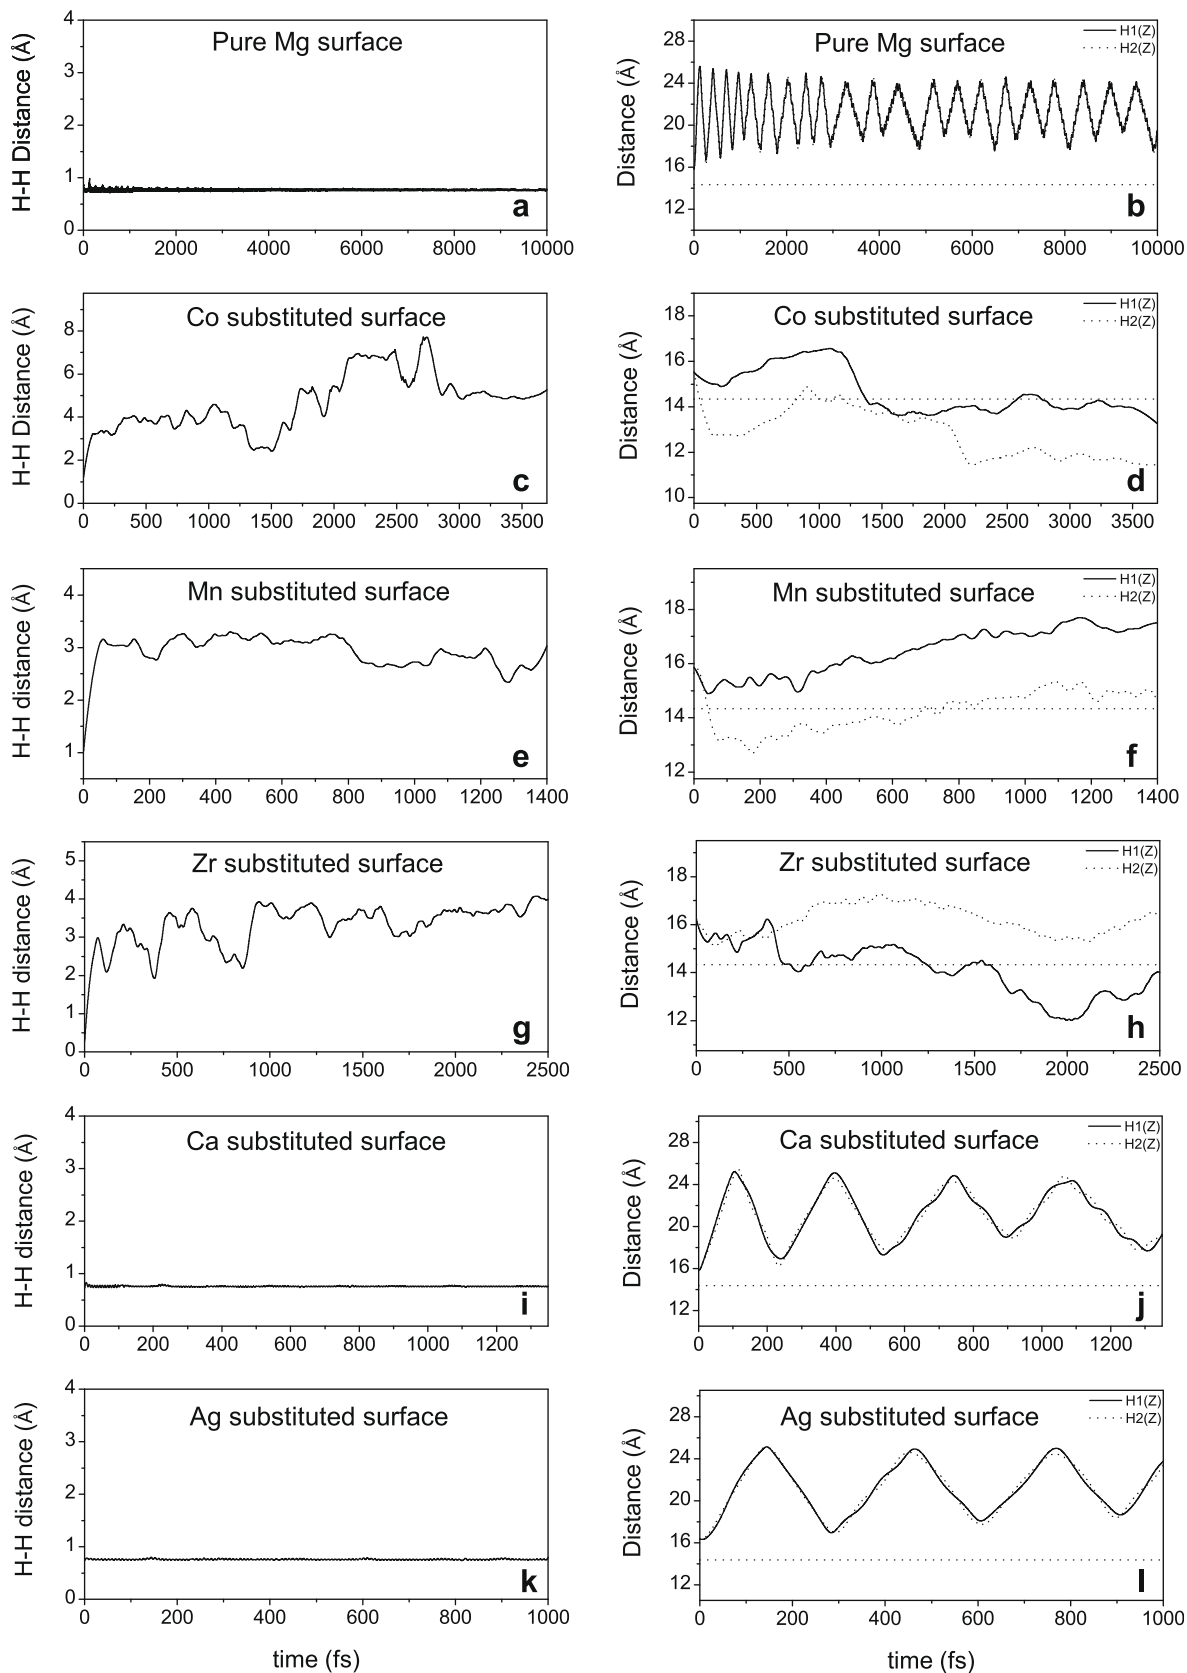 Pure Mg surface
H-H Distance (Å)
4
3
2
1
0
a
0 2000 4000 6000 8000 10000
Pure Mg surface
H1(Z)
H2(Z)
Distance (Å)
28
24
20
16
12
b
0 2000 4000 6000 8000 10000
Co substituted surface
H-H Distance (Å)
8
6
4
2
0
c
0 500 1000 1500 2000 2500 3000 3500
Co substituted surface
H1(Z)
H2(Z)
Distance (Å)
18
16
14
12
10
d
0 500 1000 1500 2000 2500 3000 3500
Mn substituted surface
H-H distance (Å)
4
3
2
1
e
0 200 400 600 800 1000 1200 1400
Mn substituted surface
H1(Z)
H2(Z)
Distance (Å)
18
16
14
12
f
0 200 400 600 800 1000 1200 1400
Zr substituted surface
H-H distance (Å)
5
4
3
2
1
0
g
0 500 1000 1500 2000 2500
Zr substituted surface
H1(Z)
H2(Z)
Distance (Å)
18
16
14
12
h
0 500 1000 1500 2000 2500
Ca substituted surface
H-H distance (Å)
4
3
2
1
0
i
0 200 400 600 800 1000 1200
Ca substituted surface
H1(Z)
H2(Z)
Distance (Å)
28
24
20
16
12
j
0 200 400 600 800 1000 1200
Ag substituted surface
H-H distance (Å)
4
3
2
1
0
k
0 200 400 600 800 1000
time (fs)
Ag substituted surface
H1(Z)
H2(Z)
Distance (Å)
28
24
20
16
12
l
0 200 400 600 800 1000
time (fs)